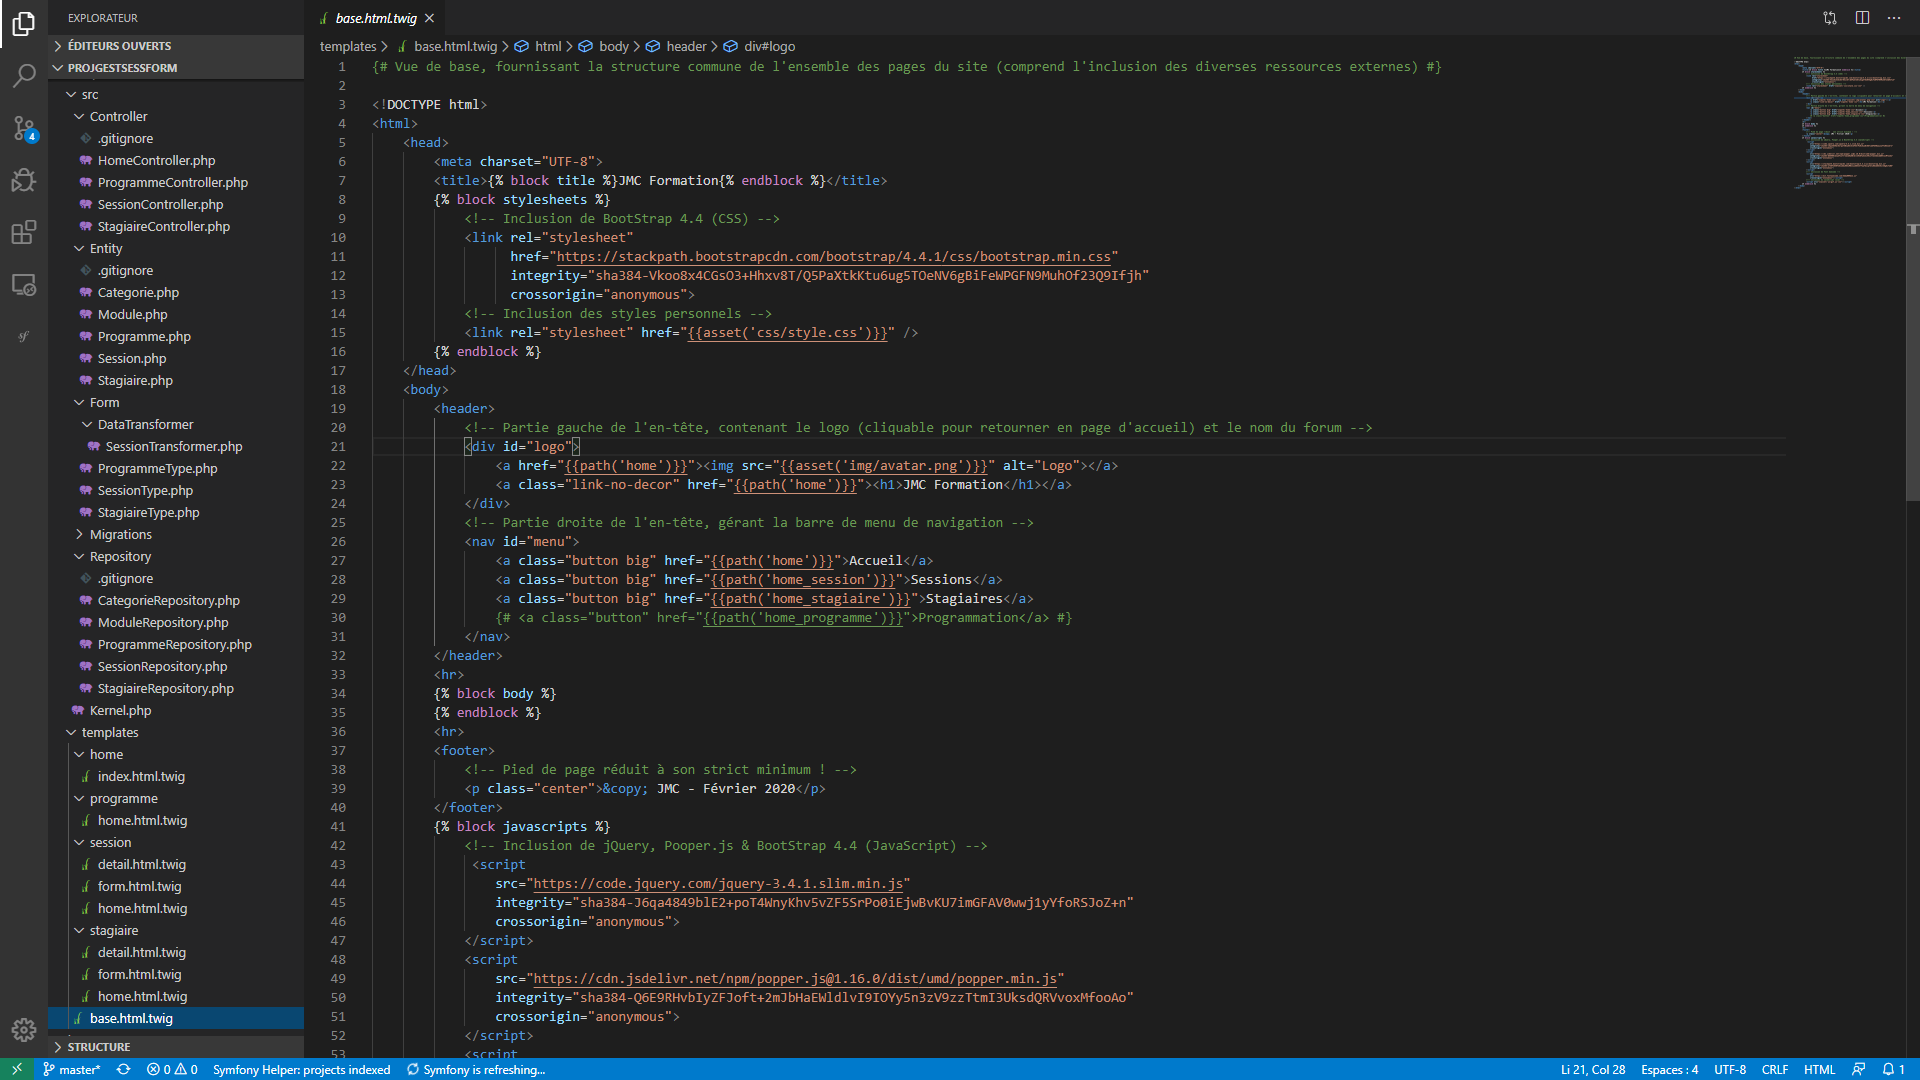 EXPLORATEUR
ÉDITEURS OUVERTS
PROJGESTSESSFORM
src
Controller
.gitignore
HomeController.php
ProgrammeController.php
SessionController.php
StagiaireController.php
Entity
.gitignore
Categorie.php
Module.php
Programme.php
Session.php
Stagiaire.php
Form
DataTransformer
SessionTransformer.php
ProgrammeType.php
SessionType.php
StagiaireType.php
Migrations
Repository
.gitignore
CategorieRepository.php
ModuleRepository.php
ProgrammeRepository.php
SessionRepository.php
StagiaireRepository.php
Kernel.php
templates
home
index.html.twig
programme
home.html.twig
session
detail.html.twig
form.html.twig
home.html.twig
stagiaire
detail.html.twig
form.html.twig
home.html.twig
base.html.twig
STRUCTURE
4
base.html.twig
templates > base.html.twig > html > body > header > div#logo
1 {# Vue de base, fournissant la structure commune de l'ensemble des pages du site (comprend l'inclusion des diverses ressources externes) #}
2
3 <!DOCTYPE html>
4 <html>
5 <head>
6 <meta charset="UTF-8">
7 <title>{% block title %}JMC Formation{% endblock %}</title>
8 {% block stylesheets %}
9 <!-- Inclusion de BootStrap 4.4 (CSS) -->
10 <link rel="stylesheet"
11 href="https://stackpath.bootstrapcdn.com/bootstrap/4.4.1/css/bootstrap.min.css"
12 integrity="sha384-Vkoo8x4CGsO3+Hhxv8T/Q5PaXtkKtu6ug5TOeNV6gBiFeWPGFN9MuhOf23Q9Ifjh"
13 crossorigin="anonymous">
14 <!-- Inclusion des styles personnels -->
15 <link rel="stylesheet" href="{{asset('css/style.css')}}" />
16 {% endblock %}
17 </head>
18 <body>
19 <header>
20 <!-- Partie gauche de l'en-tête, contenant le logo (cliquable pour retourner en page d'accueil) et le nom du forum -->
21 <div id="logo">
22 <a href="{{path('home')}}"><img src="{{asset('img/avatar.png')}}" alt="Logo"></a>
23 <a class="link-no-decor" href="{{path('home')}}"><h1>JMC Formation</h1></a>
24 </div>
25 <!-- Partie droite de l'en-tête, gérant la barre de menu de navigation -->
26 <nav id="menu">
27 <a class="button big" href="{{path('home')}}">Accueil</a>
28 <a class="button big" href="{{path('home_session')}}">Sessions</a>
29 <a class="button big" href="{{path('home_stagiaire')}}">Stagiaires</a>
30 {# <a class="button" href="{{path('home_programme')}}">Programmation</a> #}
31 </nav>
32 </header>
33 <hr>
34 {% block body %}
35 {% endblock %}
36 <hr>
37 <footer>
38 <!-- Pied de page réduit à son strict minimum ! -->
39 <p class="center">&copy; JMC - Février 2020</p>
40 </footer>
41 {% block javascripts %}
42 <!-- Inclusion de jQuery, Pooper.js & BootStrap 4.4 (JavaScript) -->
43 <script
44 src="https://code.jquery.com/jquery-3.4.1.slim.min.js"
45 integrity="sha384-J6qa4849blE2+poT4WnyKhv5vZF5SrPo0iEjwBvKU7imGFAV0wwj1yYfoRSJoZ+n"
46 crossorigin="anonymous">
47 </script>
48 <script
49 src="https://cdn.jsdelivr.net/npm/popper.js@1.16.0/dist/umd/popper.min.js"
50 integrity="sha384-Q6E9RHvbIyZFJoft+2mJbHaEWldlvI9IOYy5n3zV9zzTtmI3UksdQRVvoxMfooAo"
51 crossorigin="anonymous">
52 </script>
53 <script
master* 0 0 Symfony Helper: projects indexed Symfony is refreshing... Li 21, Col 28 Espaces : 4 UTF-8 CRLF HTML 1